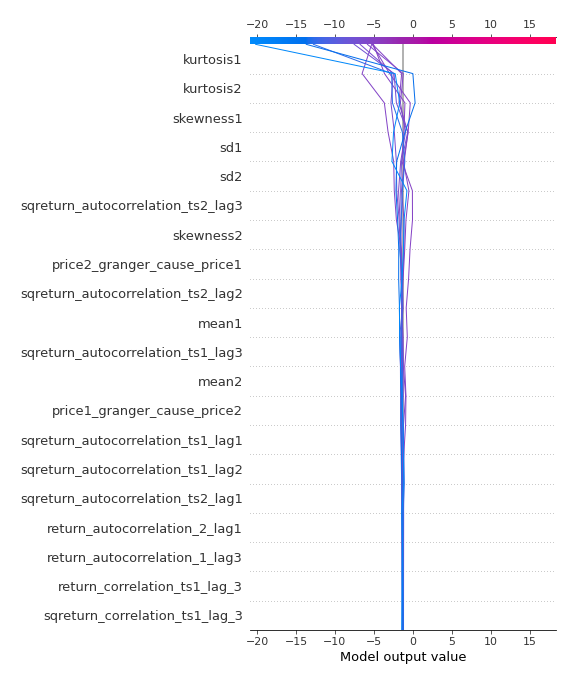 −20 −15 −10 −5 0 5 10 15
kurtosis1
kurtosis2
skewness1
sd1
sd2
sqreturn_autocorrelation_ts2_lag3
skewness2
price2_granger_cause_price1
sqreturn_autocorrelation_ts2_lag2
mean1
sqreturn_autocorrelation_ts1_lag3
mean2
price1_granger_cause_price2
sqreturn_autocorrelation_ts1_lag1
sqreturn_autocorrelation_ts1_lag2
sqreturn_autocorrelation_ts2_lag1
return_autocorrelation_2_lag1
return_autocorrelation_1_lag3
return_correlation_ts1_lag_3
sqreturn_correlation_ts1_lag_3
−20 −15 −10 −5 0 5 10 15
Model output value